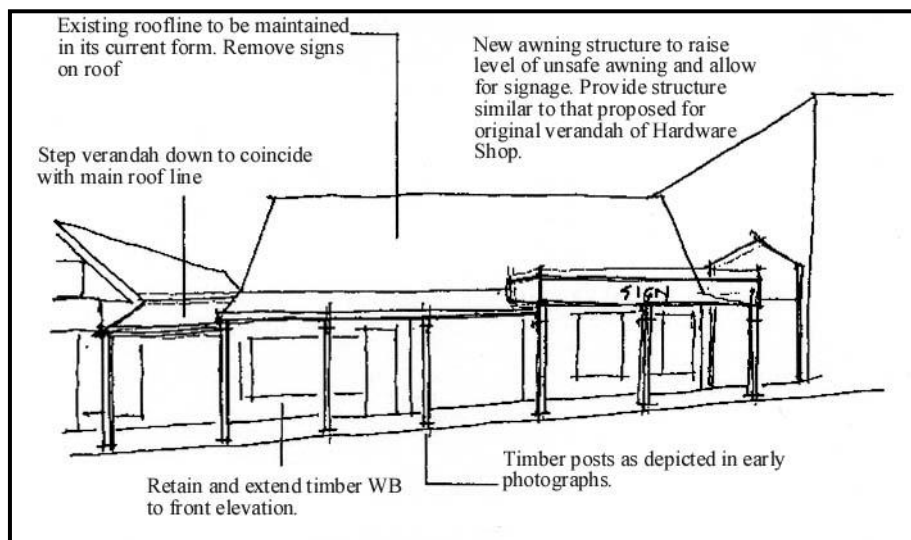 Existing roofline to be maintained
in its current form. Remove signs
on roof
New awning structure to raise
level of unsafe awning and allow
for signage. Provide structure
similar to that proposed for
original verandah of Hardware
Shop.
Step verandah down to coincide
with main roof line
SIGN
Timber posts as depicted in early
photographs.
Retain and extend timber WB
to front elevation.